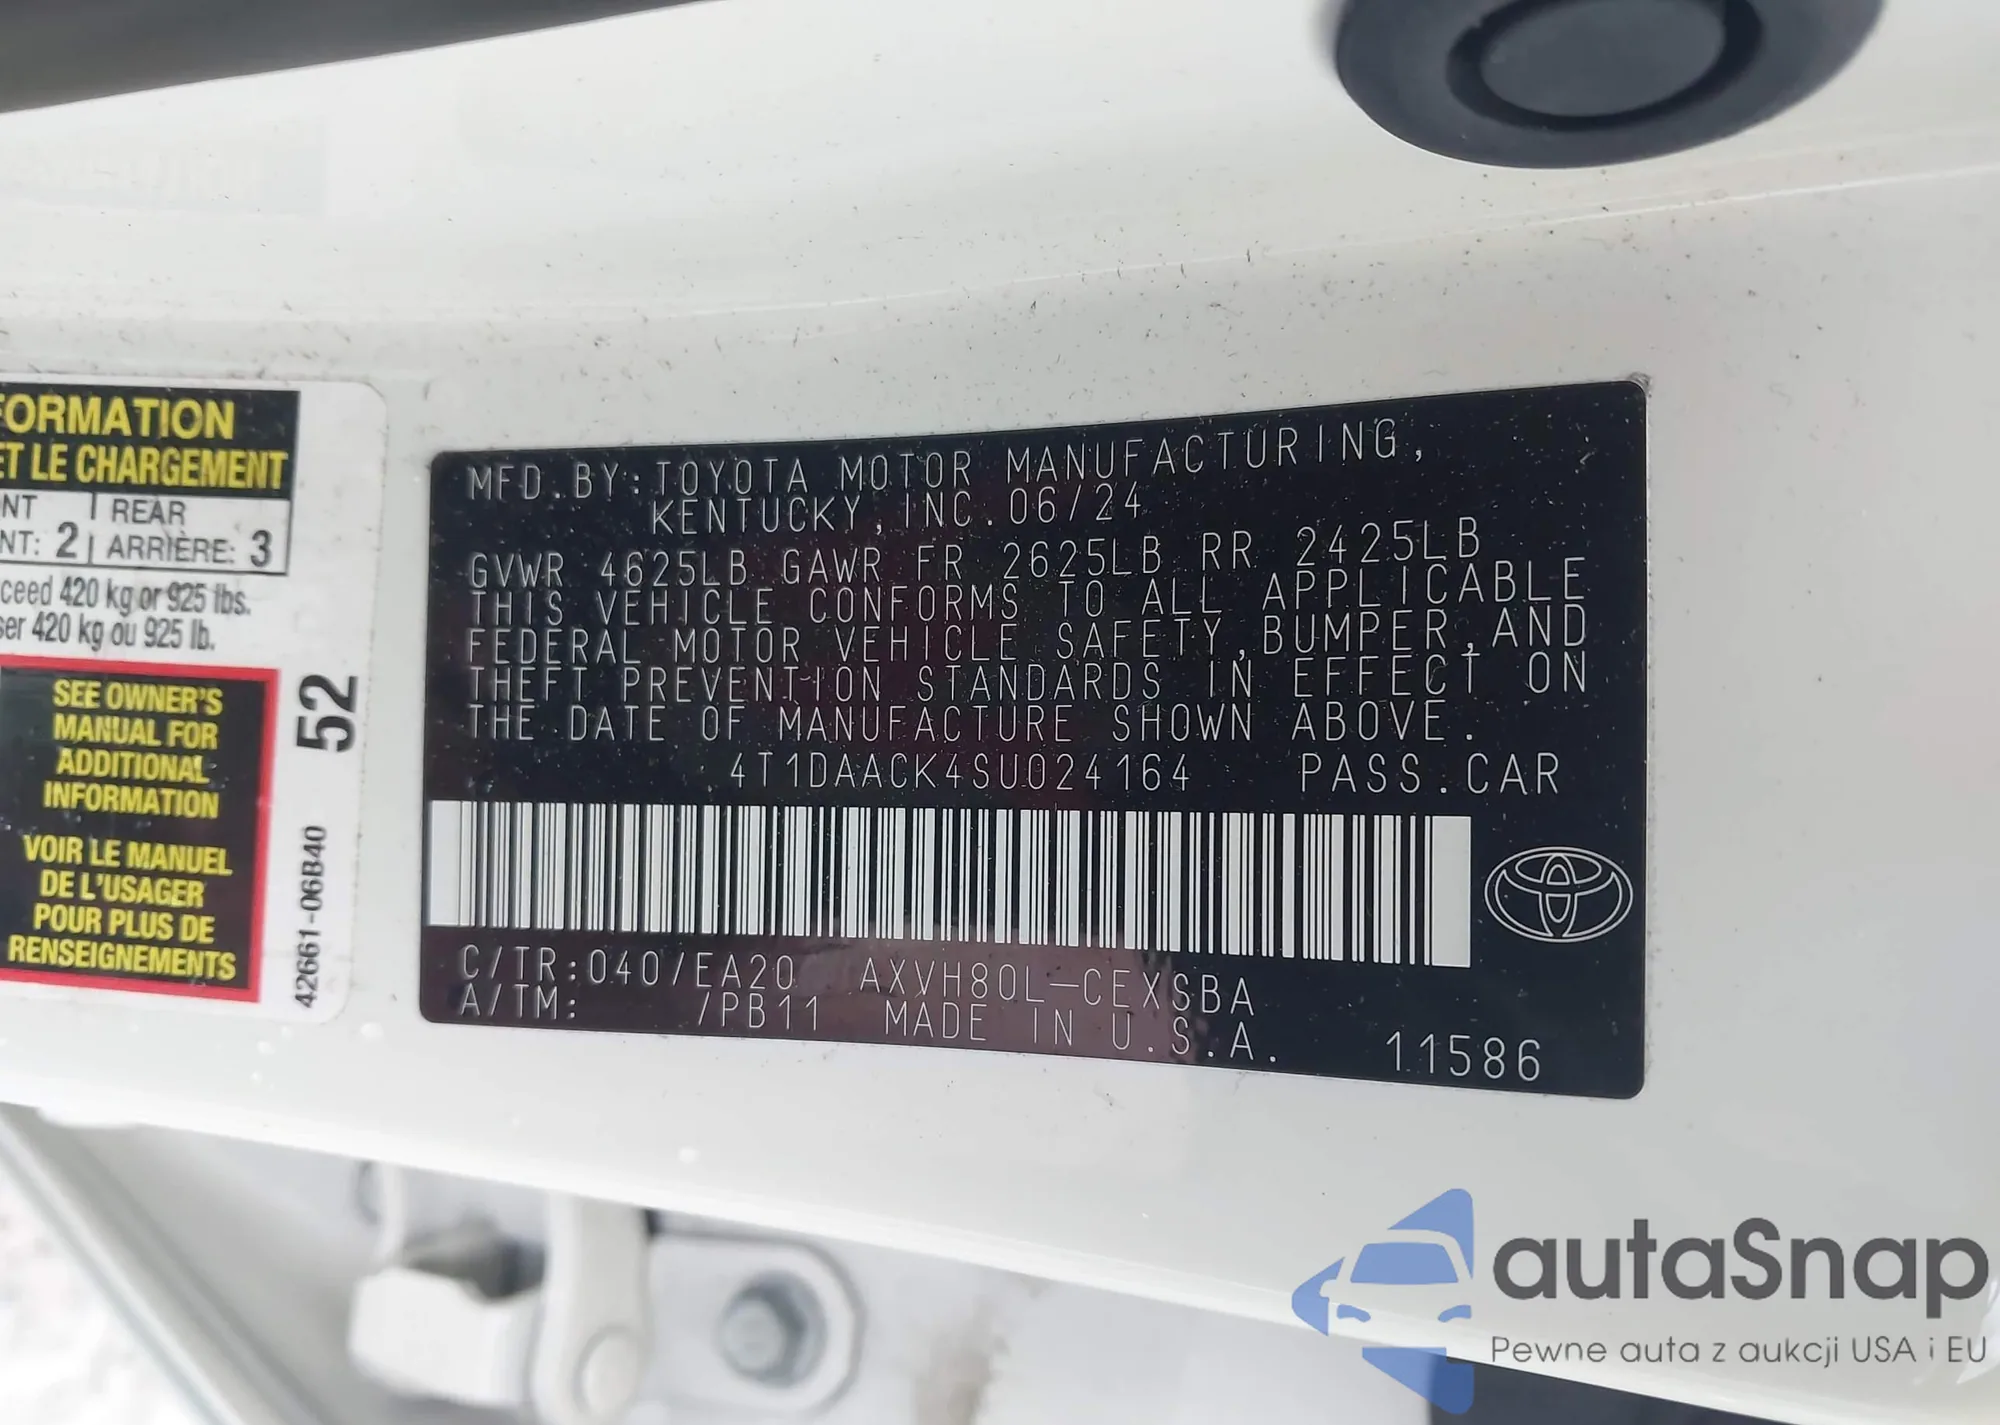 FORMATION
ET LE CHARGEMENT
NT | REAR
NT: 2 | ARRIÈRE: 3
ceed 420 kg or 925 lbs.
ser 420 kg ou 925 lb.
SEE OWNER'S
MANUAL FOR
ADDITIONAL
INFORMATION
VOIR LE MANUEL
DE L'USAGER
POUR PLUS DE
RENSEIGNEMENTS
52
42661-06B40
MFD.BY:TOYOTA MOTOR MANUFACTURING,
KENTUCKY,INC.06/24
GVWR 4625LB GAWR FR 2625LB RR 2425LB
THIS VEHICLE CONFORMS TO ALL APPLICABLE
FEDERAL MOTOR VEHICLE SAFETY,BUMPER,AND
THEFT PREVENTION STANDARDS IN EFFECT ON
THE DATE OF MANUFACTURE SHOWN ABOVE.
4T1DAACK4SU024164 PASS.CAR
C/TR:040/EA20 AXVH80L-CEXSBA
A/TM: /PB11 MADE IN U.S.A.
11586
autaSnap
Pewne auta z aukcji USA i EU